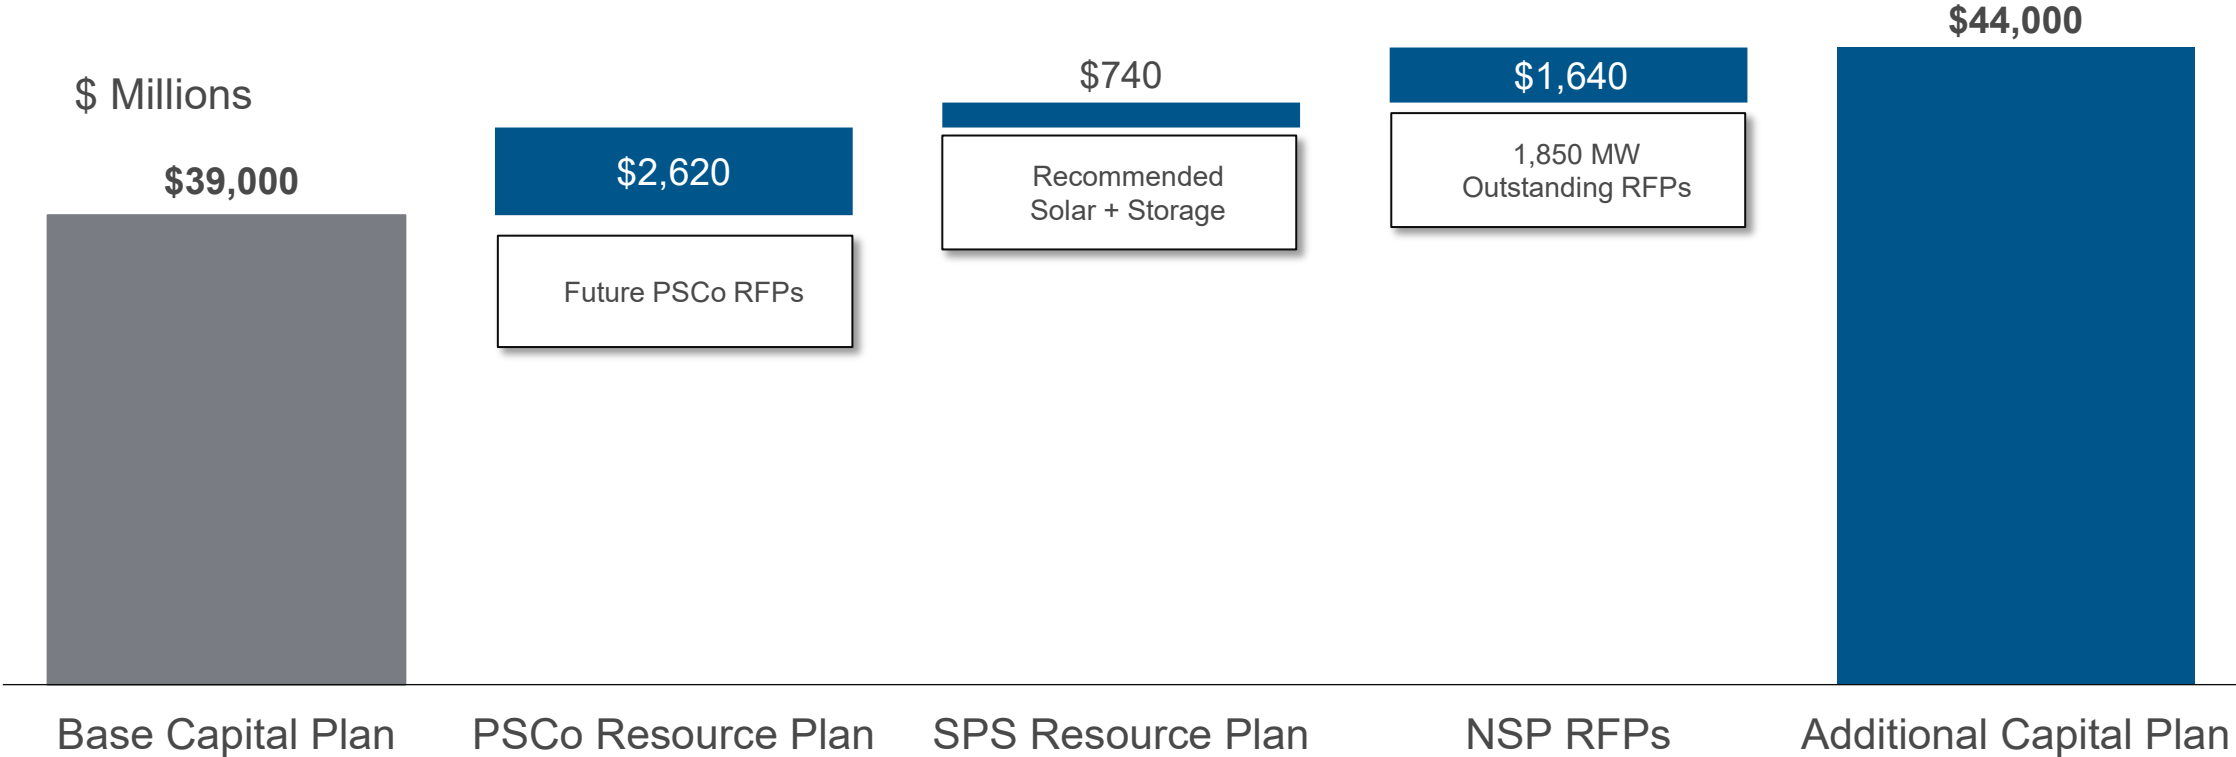 $ Millions
$39,000
$2,620
Future PSCo RFPs
$740
Recommended
Solar + Storage
$1,640
1,850 MW
Outstanding RFPs
$44,000
Base Capital Plan
PSCo Resource Plan
SPS Resource Plan
NSP RFPs
Additional Capital Plan